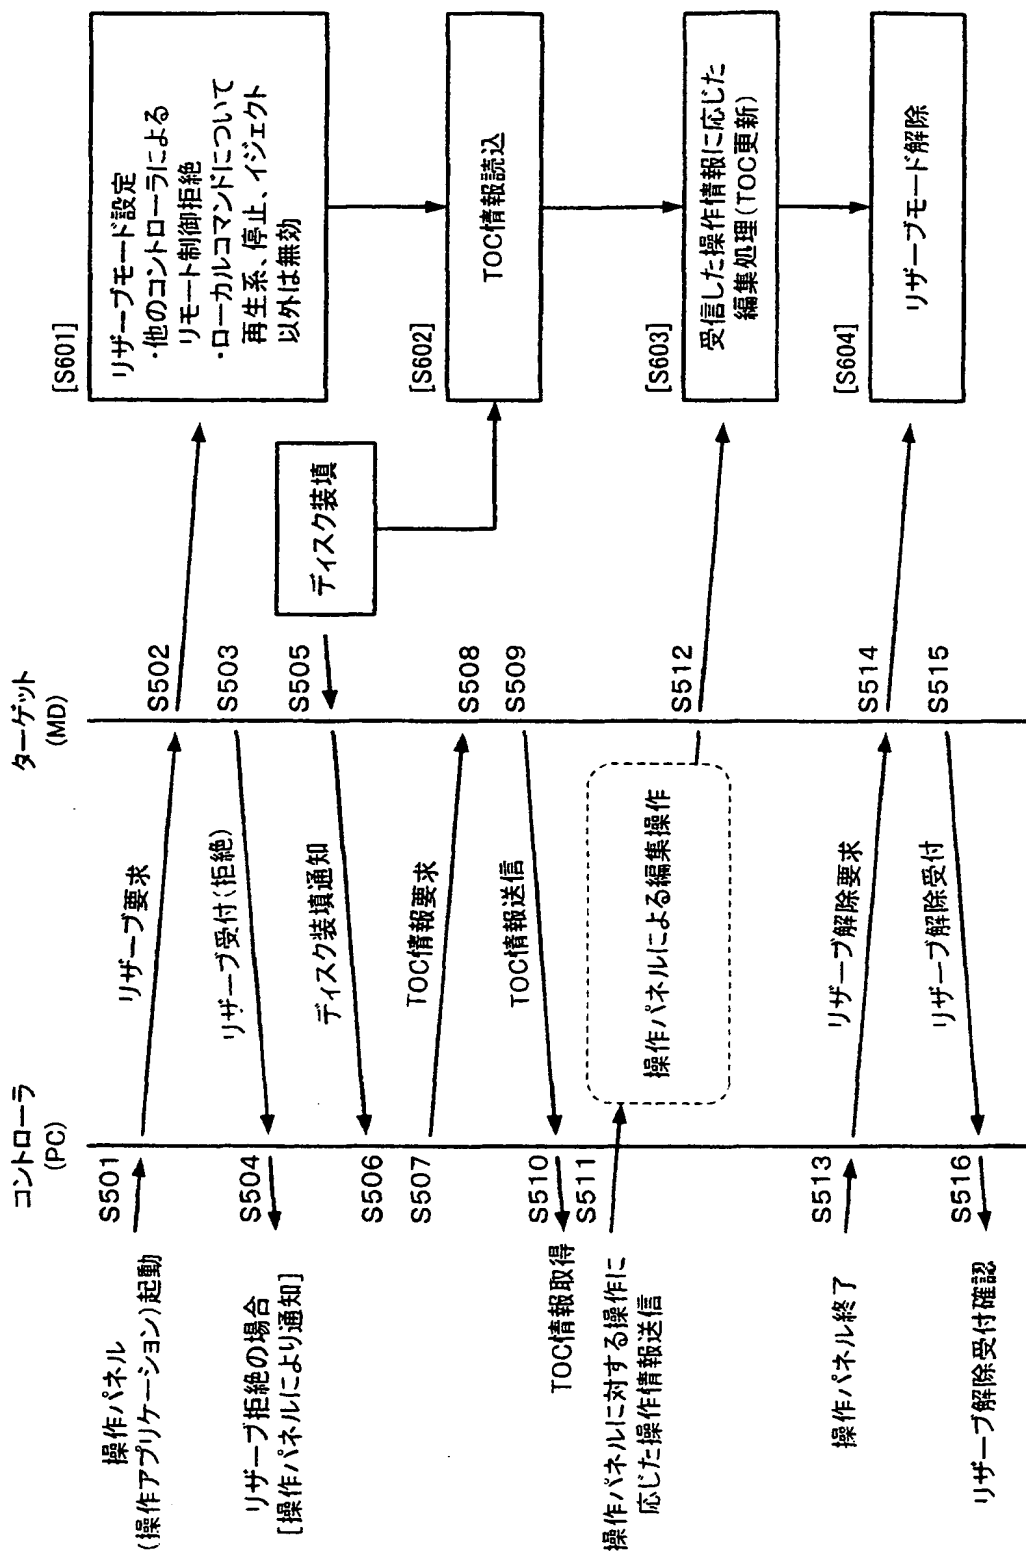 コントローラ
(PC)
ターゲット
(MD)
操作パネル
(操作アプリケーション)起動
S501
リザーブ要求
S502
[S601]
リザーブモード設定
・他のコントローラによる
リモート制御拒絶
・ローカルコマンドについて
再生系、停止、イジェクト
以外は無効
S503
リザーブ受付(拒絶)
S504
リザーブ拒絶の場合
[操作パネルにより通知]
ディスク装填
S505
ディスク装填通知
S506
[S602]
TOC情報読込
S507
TOC情報要求
S508
S509
TOC情報送信
S510
TOC情報取得
S511
操作パネルに対する操作に
応じた操作情報送信
操作パネルによる編集操作
S512
[S603]
受信した操作情報に応じた
編集処理(TOC更新)
操作パネル終了
S513
リザーブ解除要求
S514
[S604]
リザーブモード解除
S515
リザーブ解除受付
S516
リザーブ解除受付確認